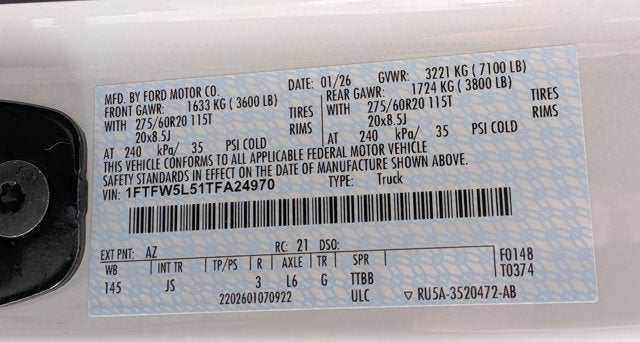 MFD. BY FORD MOTOR CO. DATE: 01/26 GVWR: 3221 KG ( 7100 LB)
FRONT GAWR: 1633 KG ( 3600 LB) REAR GAWR: 1724 KG ( 3800 LB)
WITH 275/60R20 115T TIRES WITH 275/60R20 115T TIRES
20x8.5J RIMS 20x8.5J RIMS
AT 240 kPa/ 35 PSI COLD AT 240 kPa/ 35 PSI COLD
THIS VEHICLE CONFORMS TO ALL APPLICABLE FEDERAL MOTOR VEHICLE
SAFETY STANDARDS IN EFFECT ON THE DATE OF MANUFACTURE SHOWN ABOVE.
VIN: 1FTFW5L51TFA24970 TYPE: Truck
EXT PNT: AZ RC: 21 DSO:
WB INT TR TP/PS R AXLE TR SPR F0148
145 JS 3 L6 G TTBB T0374
2202601070922 ULC ▽ RU5A-3520472-AB